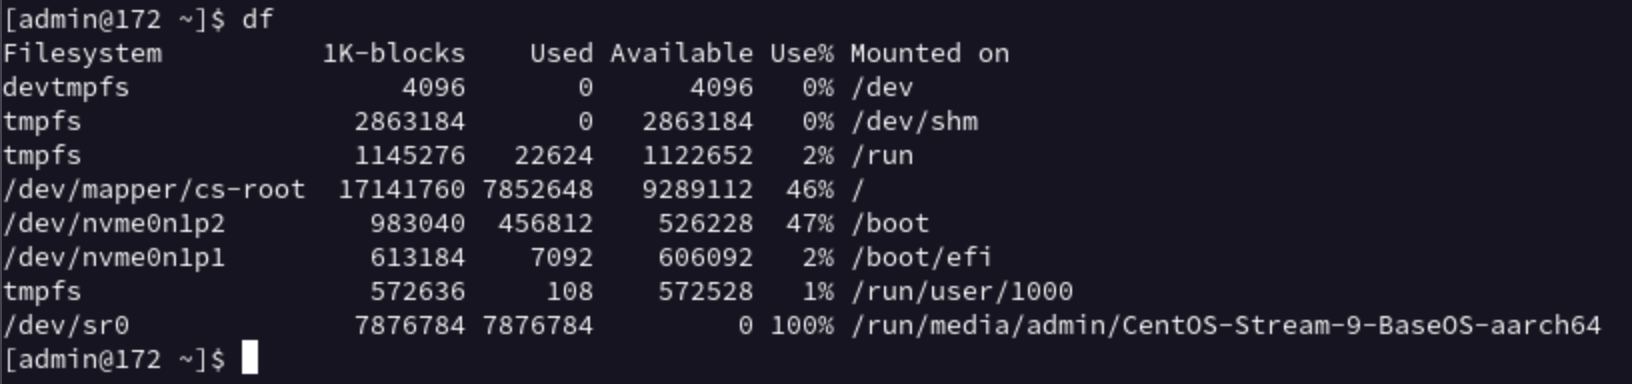 [admin@172 ~]$ df
Filesystem          1K-blocks    Used Available Use% Mounted on
devtmpfs                 4096       0      4096   0% /dev
tmpfs                 2863184       0   2863184   0% /dev/shm
tmpfs                 1145276   22624   1122652   2% /run
/dev/mapper/cs-root  17141760 7852648   9289112  46% /
/dev/nvme0n1p2         983040  456812    526228  47% /boot
/dev/nvme0n1p1         613184    7092    606092   2% /boot/efi
tmpfs                  572636     108    572528   1% /run/user/1000
/dev/sr0              7876784 7876784         0 100% /run/media/admin/CentOS-Stream-9-BaseOS-aarch64
[admin@172 ~]$